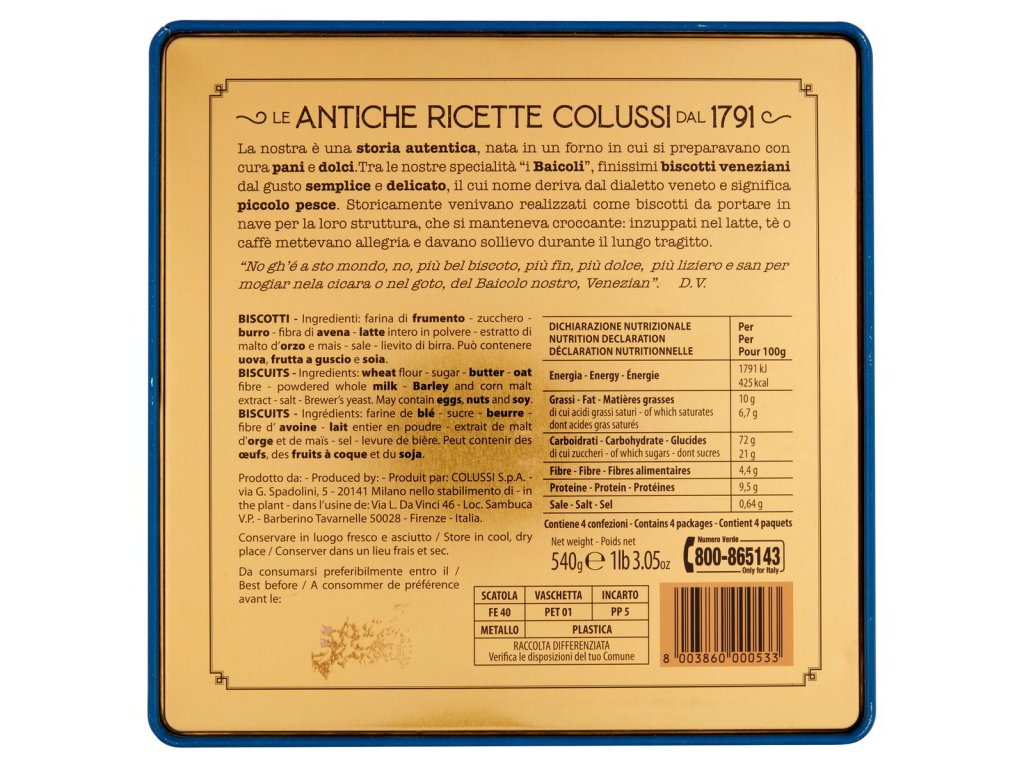 LE ANTICHE RICETTE COLUSSI DAL 1791
La nostra è una storia autentica, nata in un forno in cui si preparavano con
cura pani e dolci.Tra le nostre specialità “i Baicoli”, finissimi biscotti veneziani
dal gusto semplice e delicato, il cui nome deriva dal dialetto veneto e significa
piccolo pesce. Storicamente venivano realizzati come biscotti da portare in
nave per la loro struttura, che si manteneva croccante: inzuppati nel latte, tè o
caffè mettevano allegria e davano sollievo durante il lungo tragitto.
“No gh’é a sto mondo, no, più bel biscoto, più fin, più dolce, più liziero e san per
mogiar nela cicara o nel goto, del Baicolo nostro, Venezian”. D.V.
BISCOTTI - Ingredienti: farina di frumento - zucchero -
burro - fibra di avena - latte intero in polvere - estratto di
malto d’orzo e mais - sale - lievito di birra. Può contenere
uova, frutta a guscio e soia.
BISCUITS - Ingredients: wheat flour - sugar - butter - oat
fibre - powdered whole milk - Barley and corn malt
extract - salt - Brewer’s yeast. May contain eggs, nuts and soy.
BISCUITS - Ingrédients: farine de blé - sucre - beurre -
fibre d’ avoine - lait entier en poudre - extrait de malt
d’orge et de maïs - sel - levure de bière. Peut contenir des
œufs, des fruits à coque et du soja.
Prodotto da: - Produced by: - Produit par: COLUSSI S.p.A. -
via G. Spadolini, 5 - 20141 Milano nello stabilimento di - in
the plant - dans l’usine de: Via L. Da Vinci 46 - Loc. Sambuca
V.P. - Barberino Tavarnelle 50028 - Firenze - Italia.
Conservare in luogo fresco e asciutto / Store in cool, dry
place / Conserver dans un lieu frais et sec.
Da consumarsi preferibilmente entro il /
Best before / A consommer de préférence
avant le:
DICHIARAZIONE NUTRIZIONALE Per
NUTRITION DECLARATION Per
DÉCLARATION NUTRITIONNELLE Pour 100g
Energia - Energy - Énergie 1791 kJ
425 kcal
Grassi - Fat - Matières grasses 10 g
di cui acidi grassi saturi - of which saturates 6,7 g
dont acides gras saturés
Carboidrati - Carbohydrate - Glucides 72 g
di cui zuccheri - of which sugars - dont sucres 21 g
Fibre - Fibre - Fibres alimentaires 4,4 g
Proteine - Protein - Protéines 9,5 g
Sale - Salt - Sel 0,64 g
Contiene 4 confezioni - Contains 4 packages - Contient 4 paquets
Net weight - Poids net
540g ℮ 1lb 3.05oz
Numero Verde
800-865143
Only for Italy
SCATOLA VASCHETTA INCARTO
FE 40 PET 01 PP 5
METALLO PLASTICA
RACCOLTA DIFFERENZIATA
Verifica le disposizioni del tuo Comune
8 003860 000533